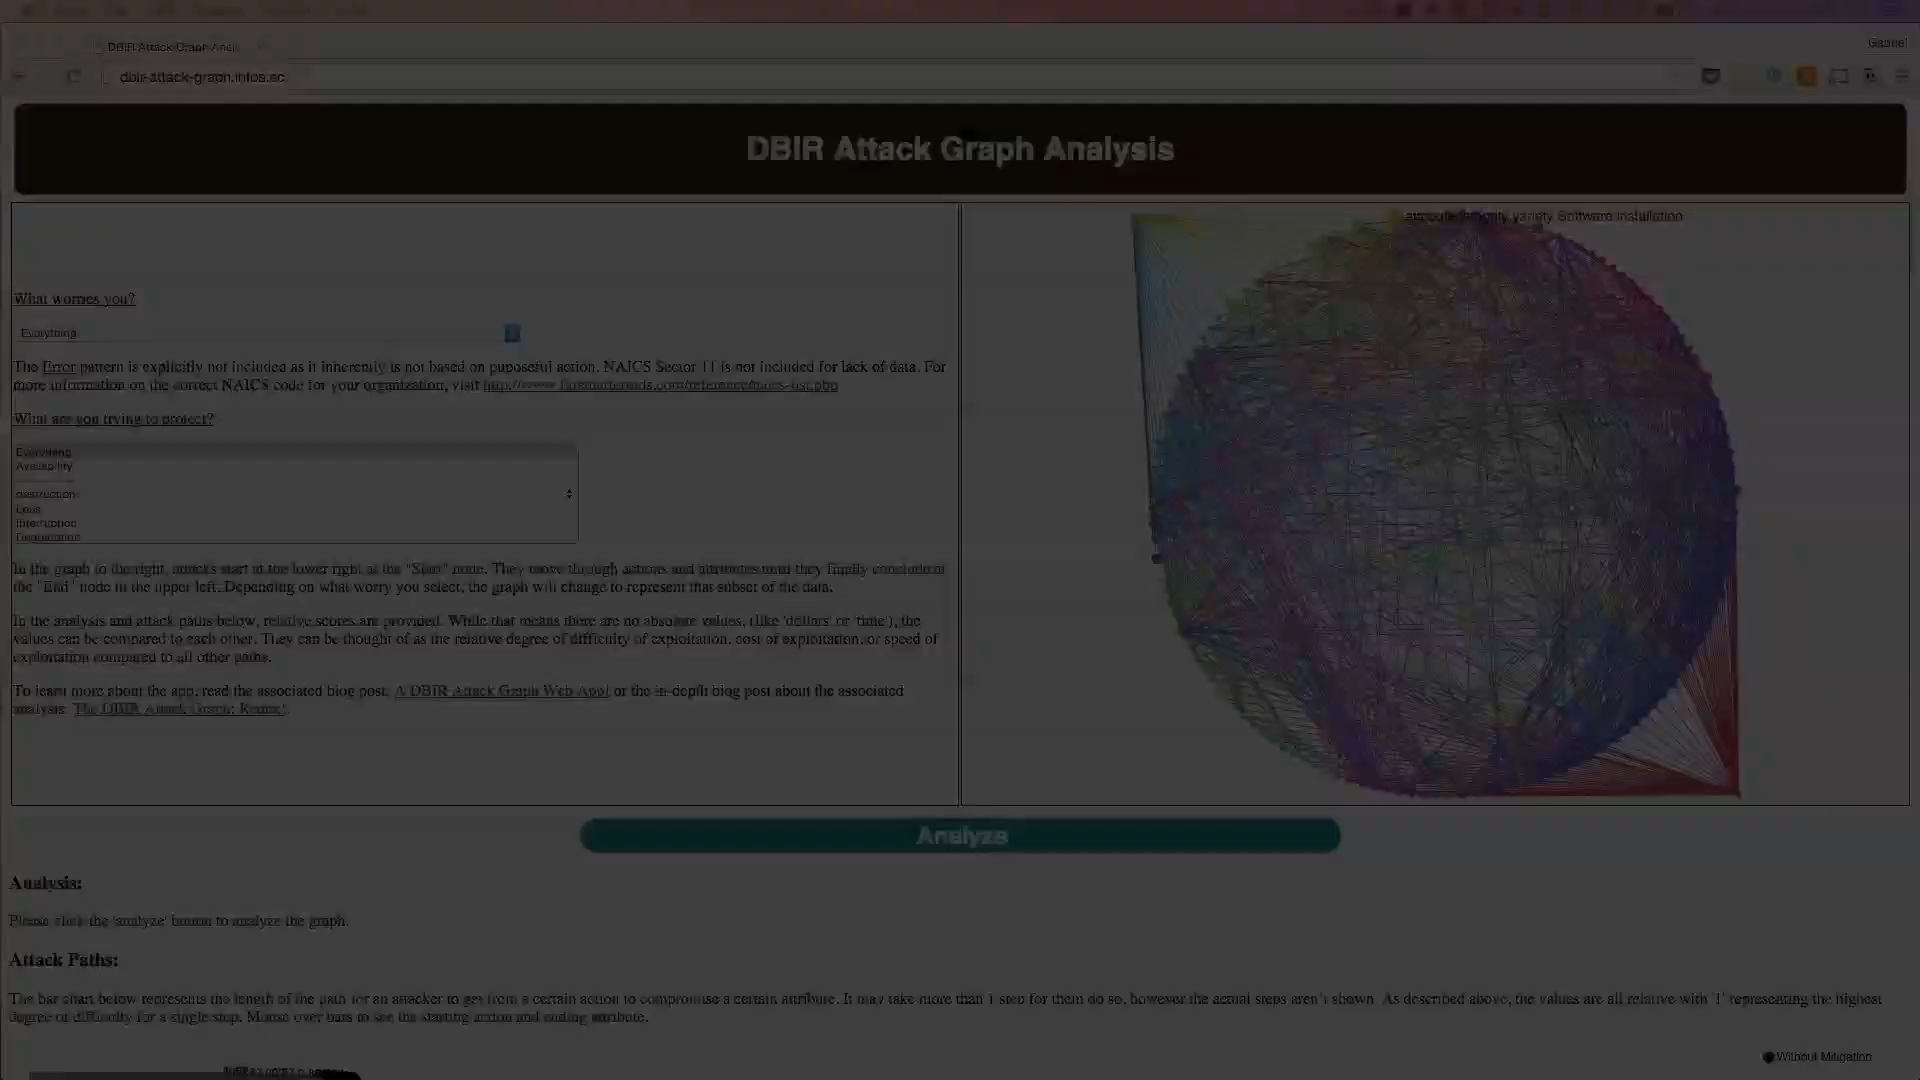 DBIR Attack Graph Analy
Gabriel
dbir-attack-graph.infos.ec
DBIR Attack Graph Analysis
attribute.integrity.variety.Software installation
What worries you?
Everything
The Error pattern is explicitly not included as it inherently is not based on puposeful action. NAICS Sector 11 is not included for lack of data. For
more information on the correct NAICS code for your organization, visit
What are you trying to protect?
Everything
Availability
destruction
Loss
Interruption
Degradation
In the graph to the right, attacks start at the lower right at the "Start" node. They move through actions and attributes until they finally conclude at
the "End" node in the upper left. Depending on what worry you select, the graph will change to represent that subset of the data.
In the analysis and attack paths below, relative scores are provided. While that means there are no absolute values, (like 'dollars' or 'time'), the
values can be compared to each other. They can be thought of as the relative degree of difficulty of exploitation, cost of exploitation, or speed of
exploitation compared to all other paths.
To learn more about the app, read the associated blog post: A DBIR Attack Graph Web App! or the in-depth blog post about the associated
analysis: The DBIR Attack Graph: Redux!
Analyze
Analysis:
Please click the 'analyze' button to analyze the graph.
Attack Paths:
The bar chart below represents the length of the path for an attacker to get from a certain action to compromise a certain attribute. It may take more than 1 step for them do so, however the actual steps aren't shown. As described above, the values are all relative with '1' representing the highest
degree of difficulty for a single step. Mouse over bars to see the starting action and ending attribute.
Without Mitigation